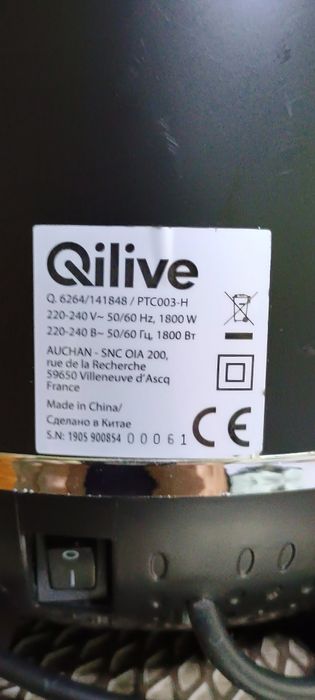 Qilive
Q. 6264/141848 / PTC003-H
220-240 V~ 50/60 Hz, 1800 W
220-240 В~ 50/60 Гц, 1800 Вт
AUCHAN - SNC OIA 200,
rue de la Recherche
59650 Villeneuve d'Ascq
France
Made in China/
Сделано в Китае
S.N: 1905 900854 00061
CE